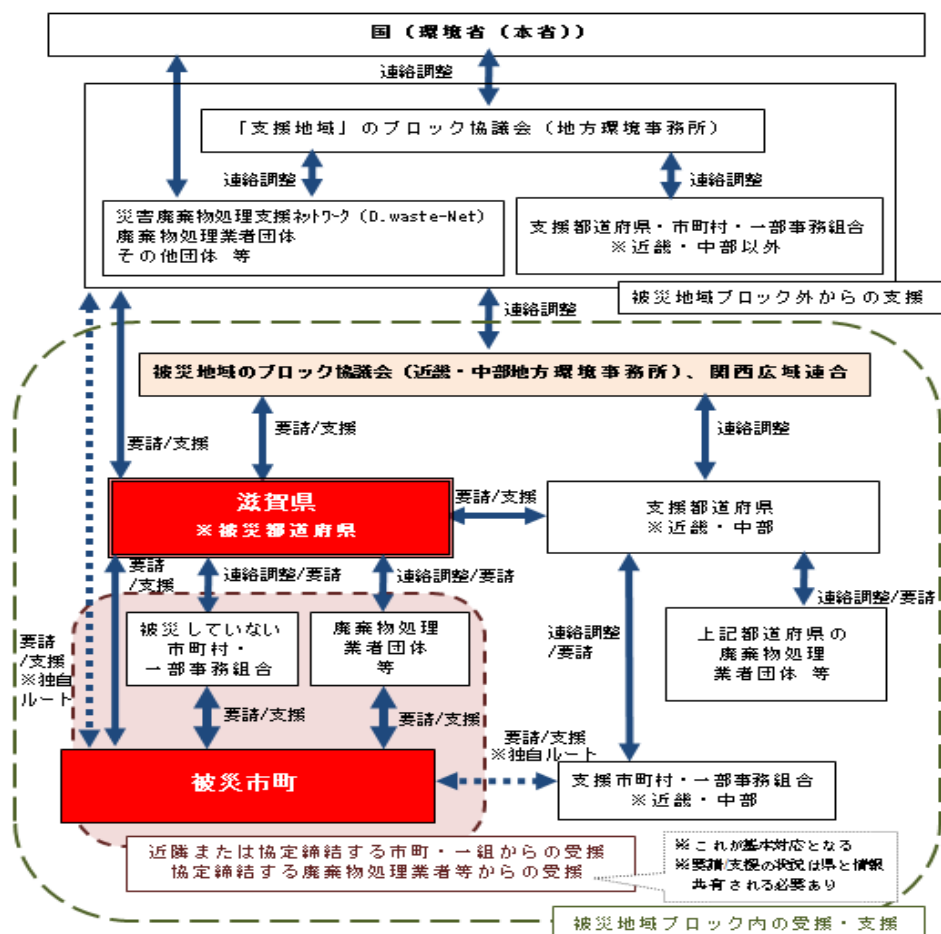 国（環境省（本省））
連絡調整
「支援地域」のブロック協議会（地方環境事務所）
連絡調整
連絡調整
災害廃棄物処理支援ネットワーク（D.waste-Net）
廃棄物処理業者団体
その他団体 等
支援都道府県・市町村・一部事務組合
※近畿・中部以外
被災地域ブロック外からの支援
連絡調整
被災地域のブロック協議会（近畿・中部地方環境事務所）、関西広域連合
要請/支援
要請/支援
連絡調整
滋賀県
※被災都道府県
要請/支援
支援都道府県
※近畿・中部
要請
/支援
連絡調整/要請
連絡調整/要請
連絡調整/要請
被災していない
市町村・
一部事務組合
廃棄物処理
業者団体
等
連絡調整
/要請
上記都道府県の
廃棄物処理
業者団体 等
要請
/支援
※独自
ルート
要請/支援
要請/支援
要請/支援
※独自ルート
被災市町
支援市町村・一部事務組合
※近畿・中部
近隣または協定締結する市町・一組からの受援
協定締結する廃棄物処理業者等からの受援
※これが基本対応となる
※要請/支援の状況は県と情報
共有される必要あり
被災地域ブロック内の受援・支援